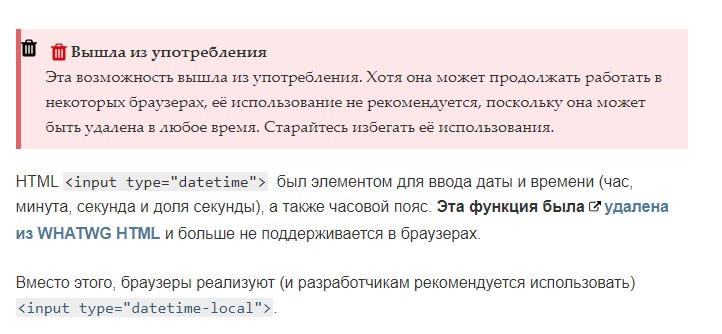 Вышла из употребления
Эта возможность вышла из употребления. Хотя она может продолжать работать в
некоторых браузерах, её использование не рекомендуется, поскольку она может
быть удалена в любое время. Старайтесь избегать её использования.
HTML <input type="datetime"> был элементом для ввода даты и времени (час,
минута, секунда и доля секунды), а также часовой пояс. Эта функция была удалена
из WHATWG HTML и больше не поддерживается в браузерах.
Вместо этого, браузеры реализуют (и разработчикам рекомендуется использовать)
<input type="datetime-local">.